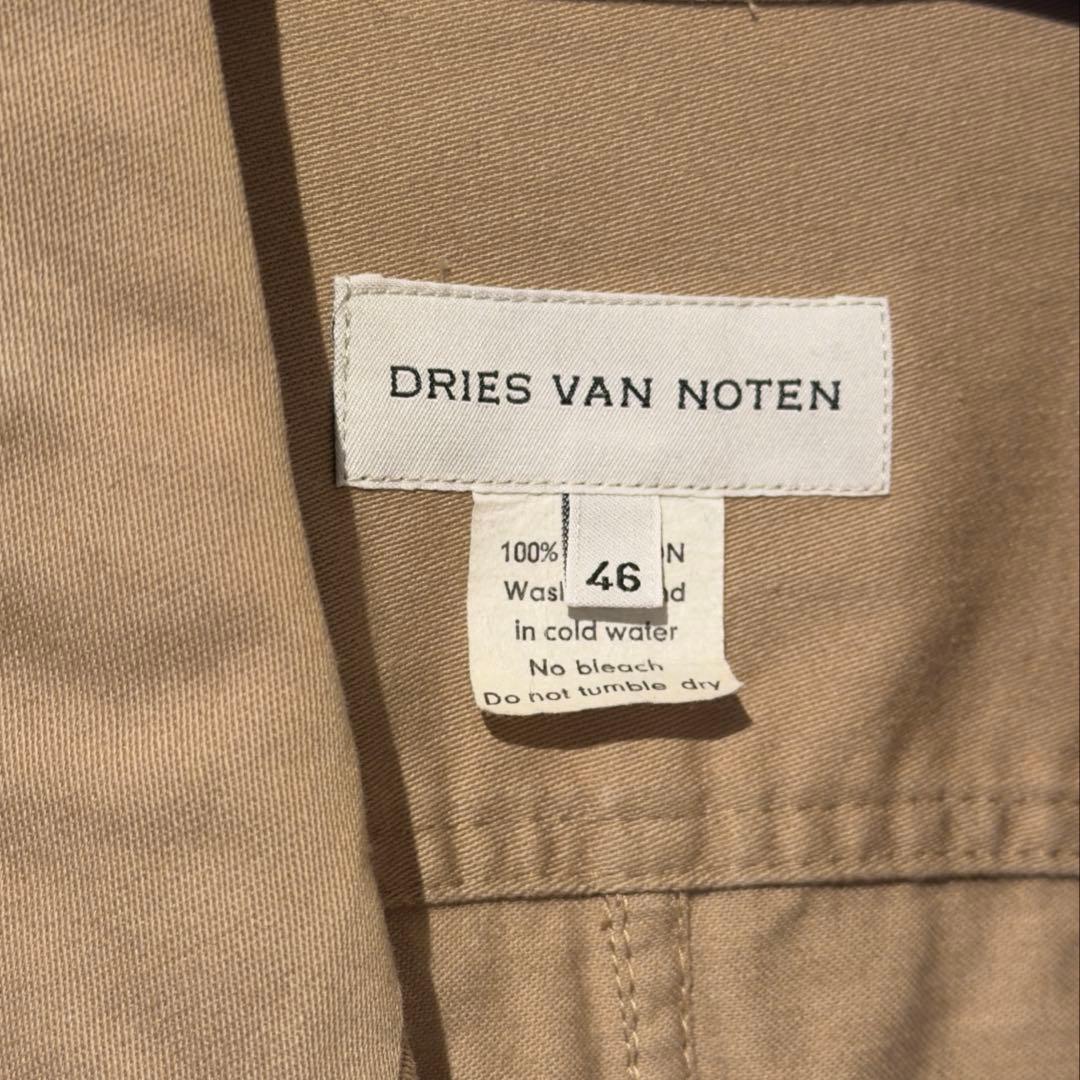 DRIES VAN NOTEN
46
100%
in cold water
No bleach
Do not tumble dry